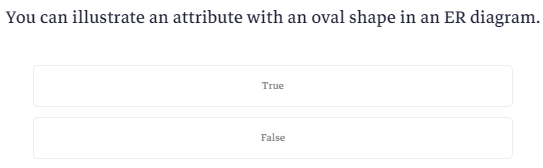 You can illustrate an attribute with an oval shape in an ER diagram.
True
False